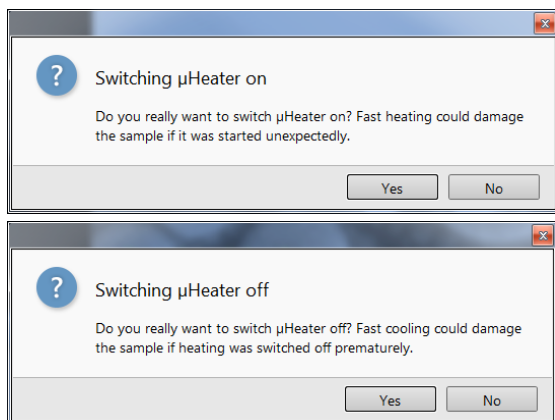 Switching µHeater on
Do you really want to switch µHeater on? Fast heating could damage
the sample if it was started unexpectedly.
Yes No
Switching µHeater off
Do you really want to switch µHeater off? Fast cooling could damage
the sample if heating was switched off prematurely.
Yes No